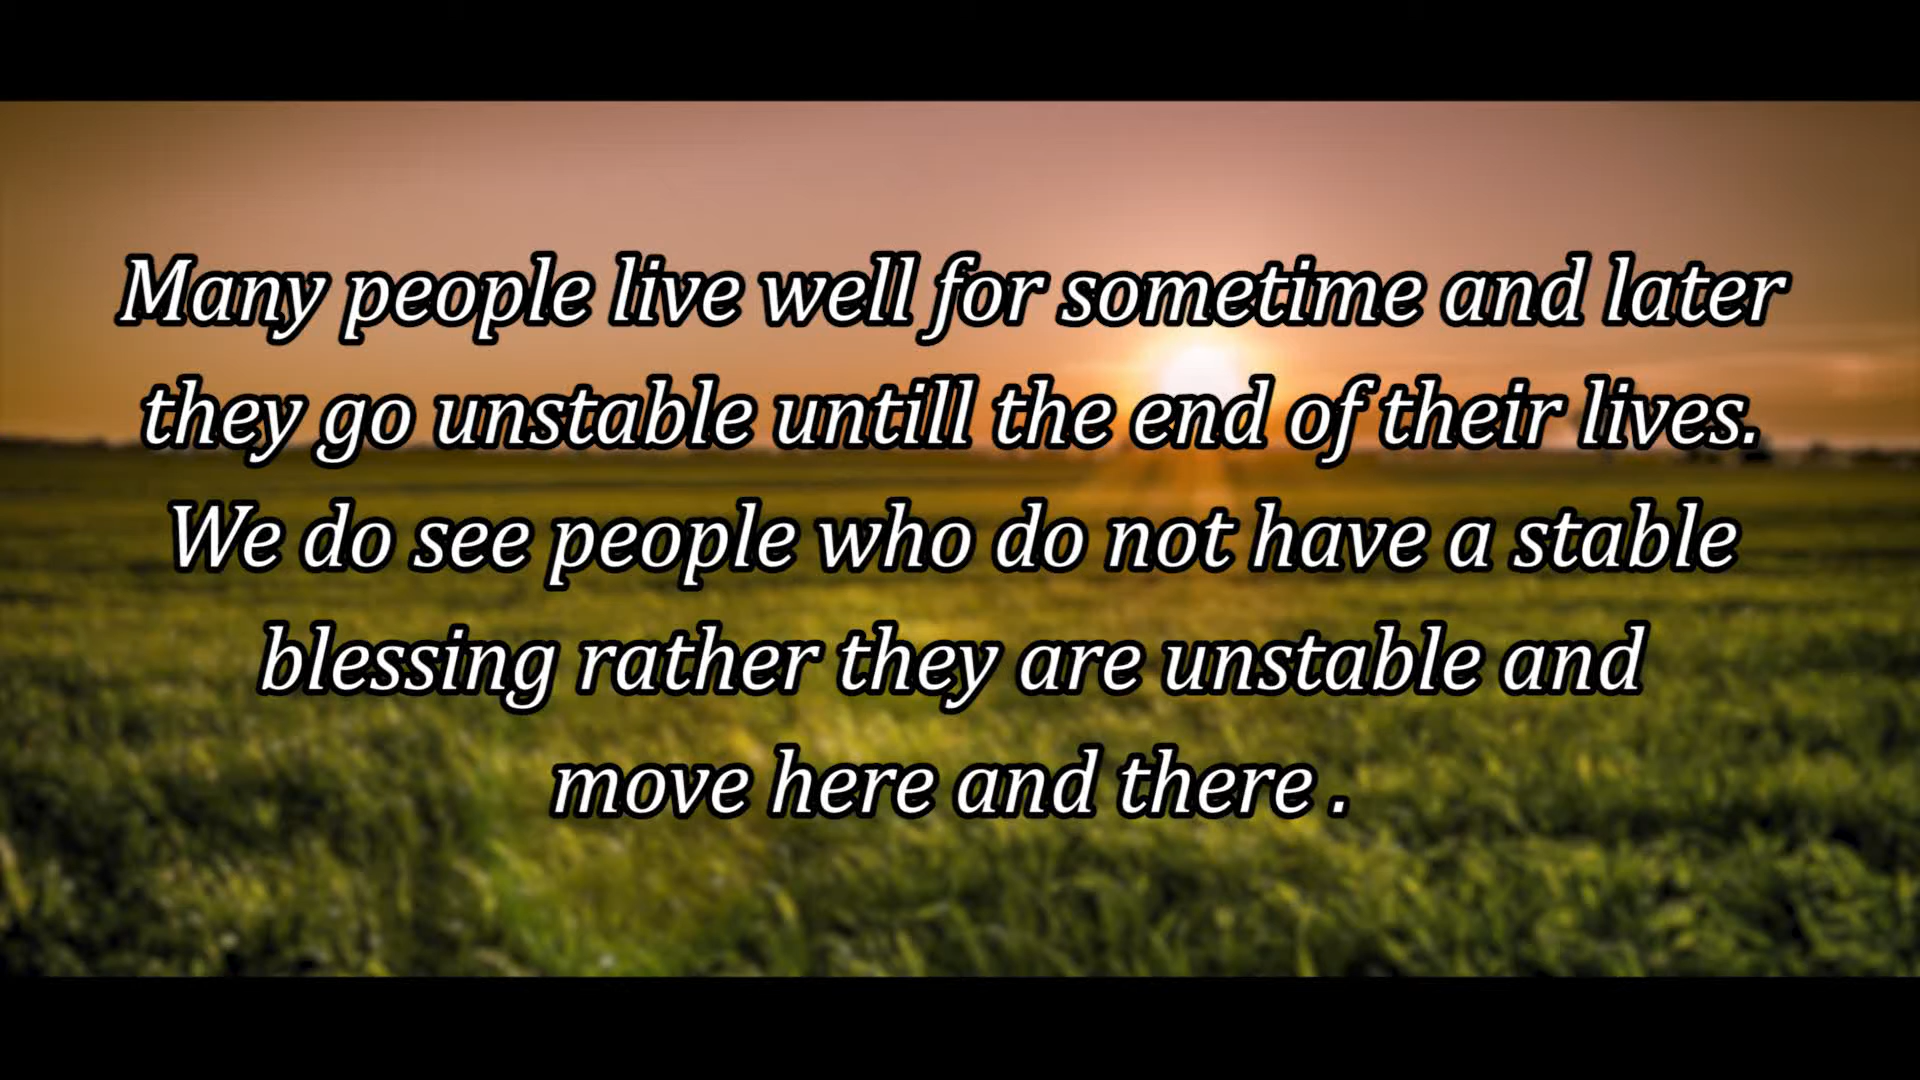 Many people live well for sometime and later
they go unstable untill the end of their lives.
We do see people who do not have a stable
blessing rather they are unstable and
move here and there .